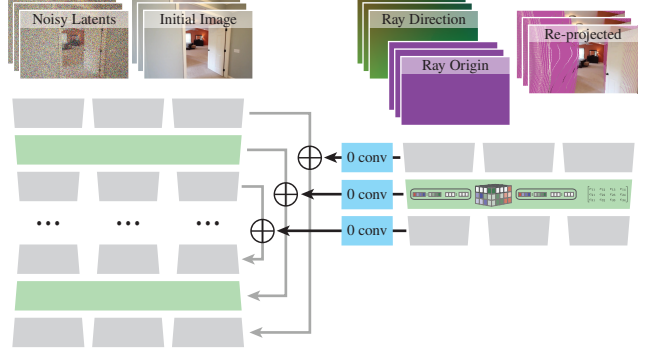 Noisy Latents
Initial Image
Ray Direction
Ray Origin
Re-projected
0 conv
0 conv
•••
•••
•••
0 conv